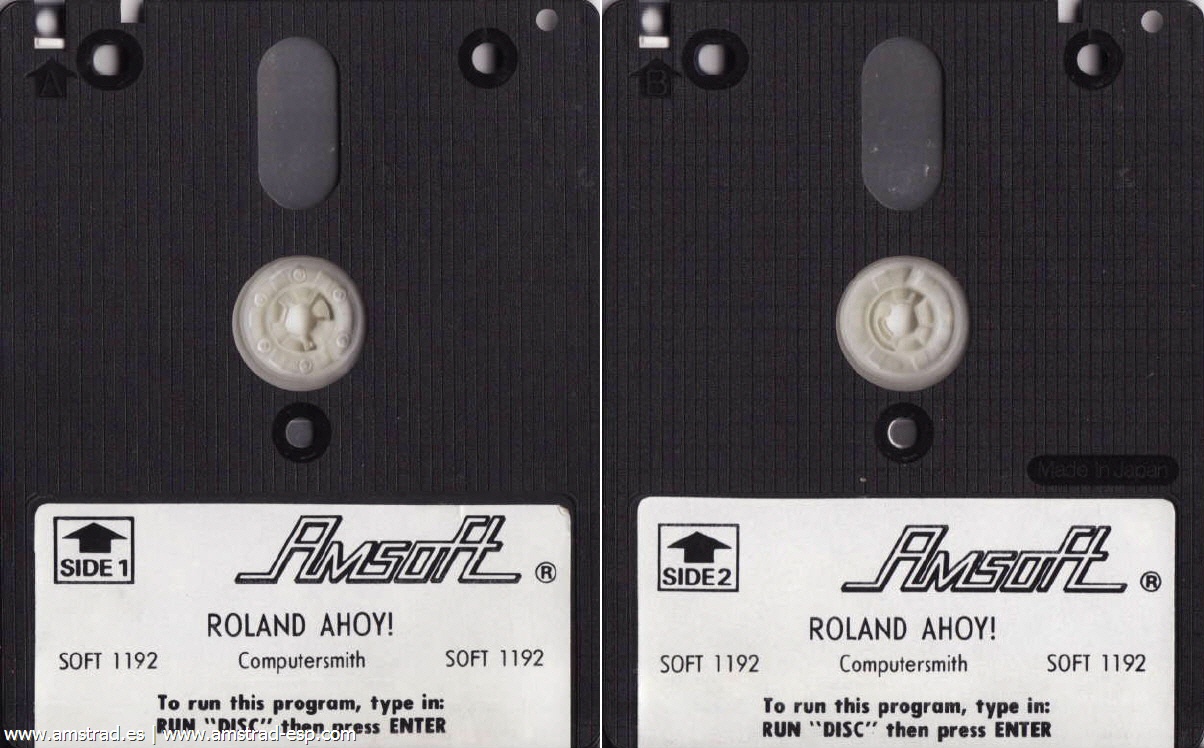 A
SIDE 1
Amsoft ®
ROLAND AHOY!
SOFT 1192
Computersmith
SOFT 1192
To run this program, type in:
RUN "DISC" then press ENTER
www.amstrad.es | www.amstrad-esp.com
B
Made in Japan
SIDE 2
Amsoft ®
ROLAND AHOY!
SOFT 1192
Computersmith
SOFT 1192
To run this program, type in:
RUN "DISC" then press ENTER